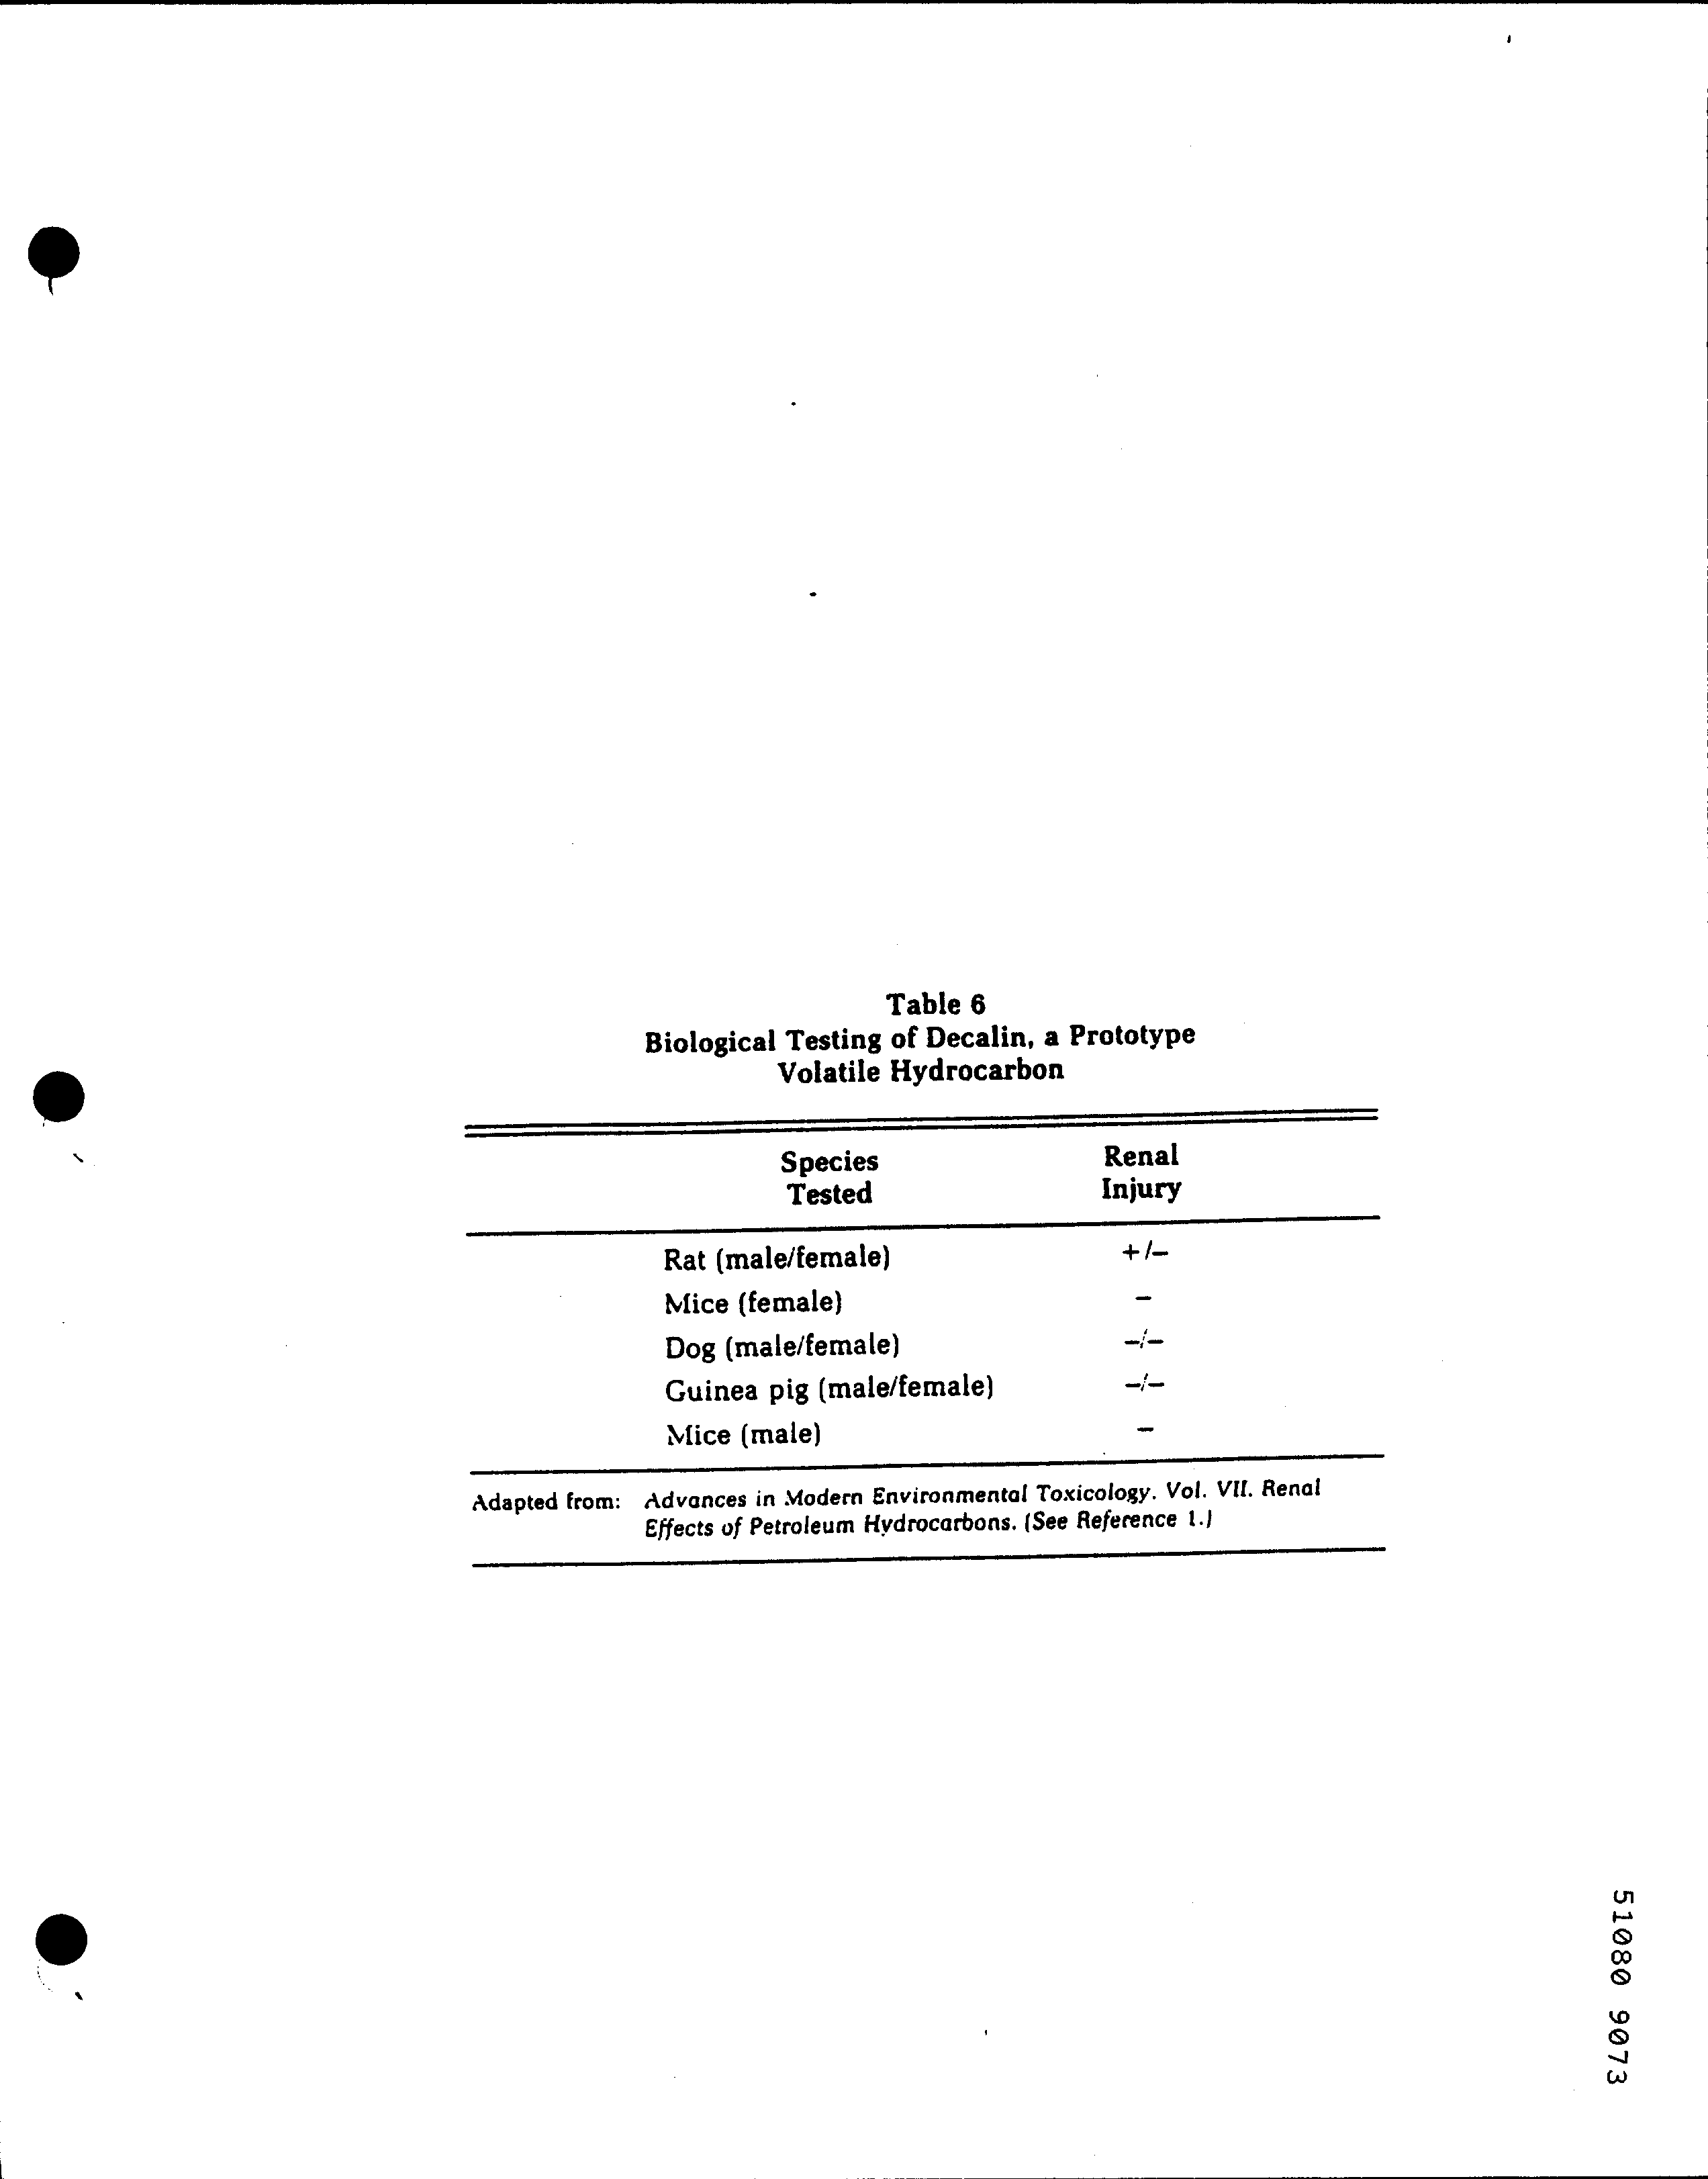 Table 6
Biological Testing of Decalin, a Prototype
Volatile Hydrocarbon
Species Tested Renal Injury
Rat (male/female) +/–
Mice (female) –
Dog (male/female) –/–
Guinea pig (male/female) –/–
Mice (male) –
Adapted from: Advances in Modern Environmental Toxicology. Vol. VII. Renal
Effects of Petroleum Hydrocarbons. (See Reference 1.)
51080 9073